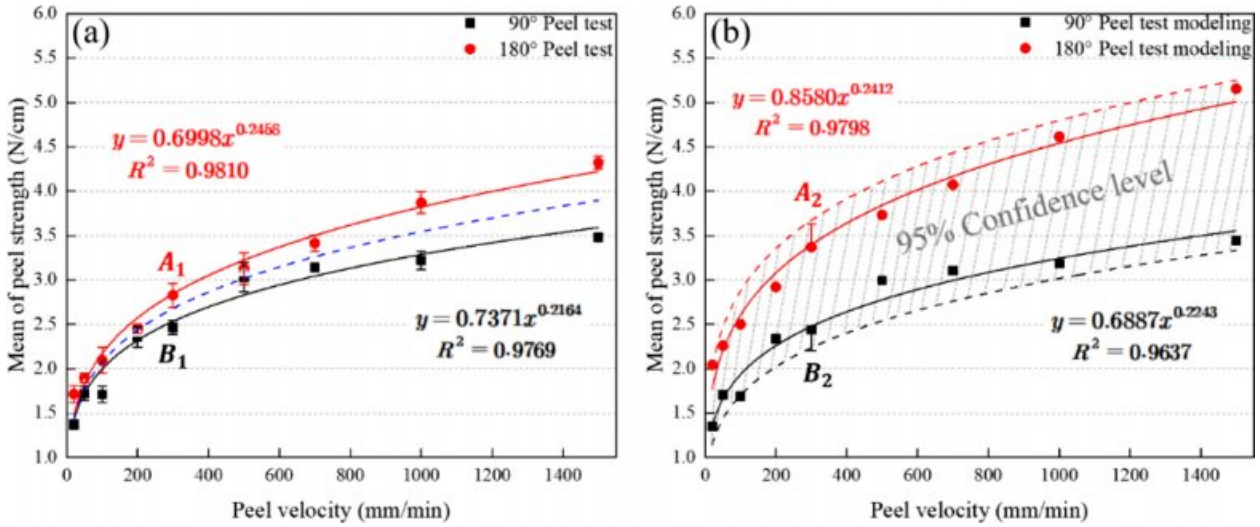 (a)
90° Peel test
180° Peel test
y = 0.6998x^0.2456
R² = 0.9810
A₁
B₁
y = 0.7371x^0.2164
R² = 0.9769
Mean of peel strength (N/cm)
6.0
5.5
5.0
4.5
4.0
3.5
3.0
2.5
2.0
1.5
1.0
0 200 400 600 800 1000 1200 1400
Peel velocity (mm/min)
(b)
90° Peel test modeling
180° Peel test modeling
y = 0.8580x^0.2412
R² = 0.9798
A₂
95% Confidence level
B₂
y = 0.6887x^0.2243
R² = 0.9637
Mean of peel strength (N/cm)
6.0
5.5
5.0
4.5
4.0
3.5
3.0
2.5
2.0
1.5
1.0
0 200 400 600 800 1000 1200 1400
Peel velocity (mm/min)